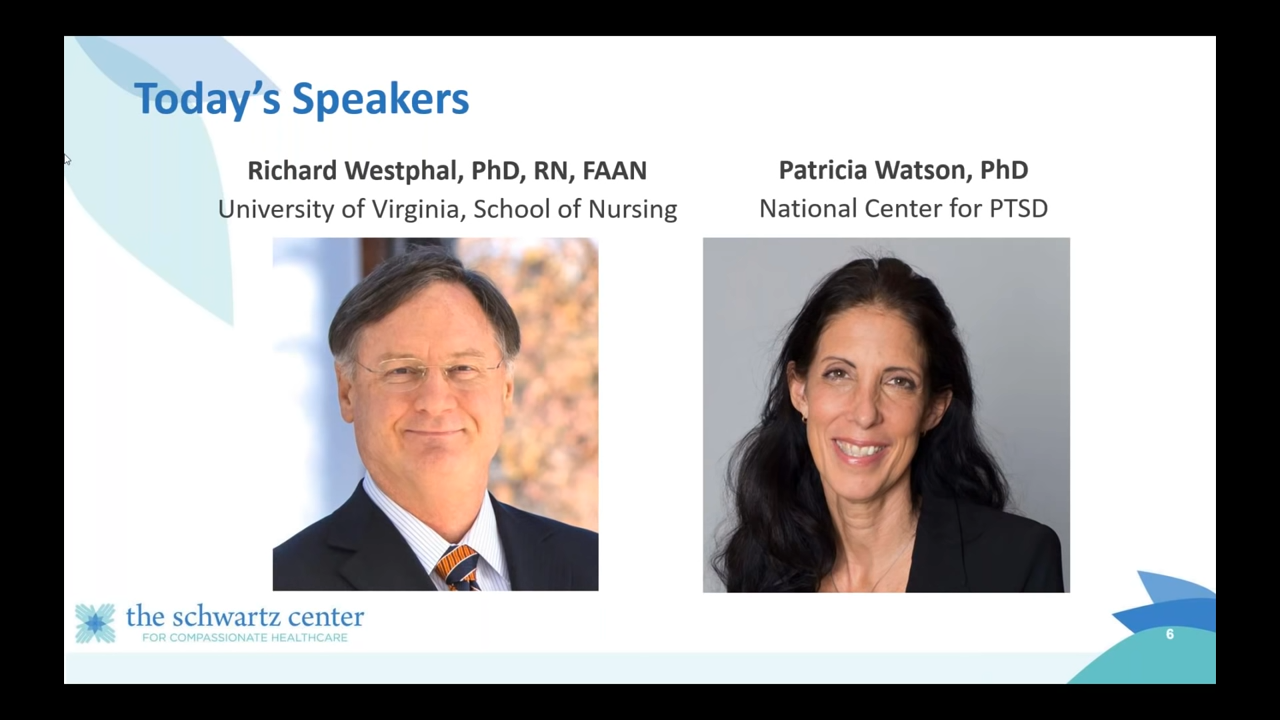 Today's Speakers
Richard Westphal, PhD, RN, FAAN
University of Virginia, School of Nursing
Patricia Watson, PhD
National Center for PTSD
the schwartz center
FOR COMPASSIONATE HEALTHCARE
6